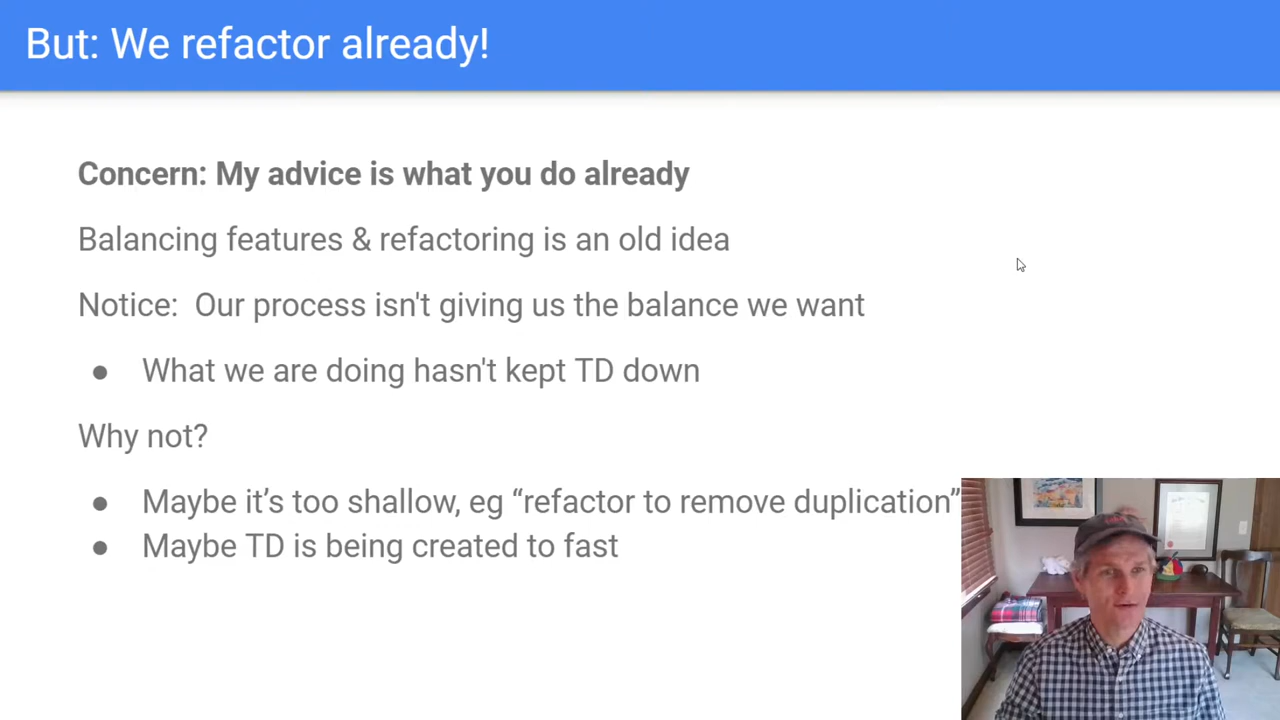 But: We refactor already!
Concern: My advice is what you do already
Balancing features & refactoring is an old idea
Notice:  Our process isn't giving us the balance we want
● What we are doing hasn't kept TD down
Why not?
● Maybe it’s too shallow, eg “refactor to remove duplication”
● Maybe TD is being created to fast